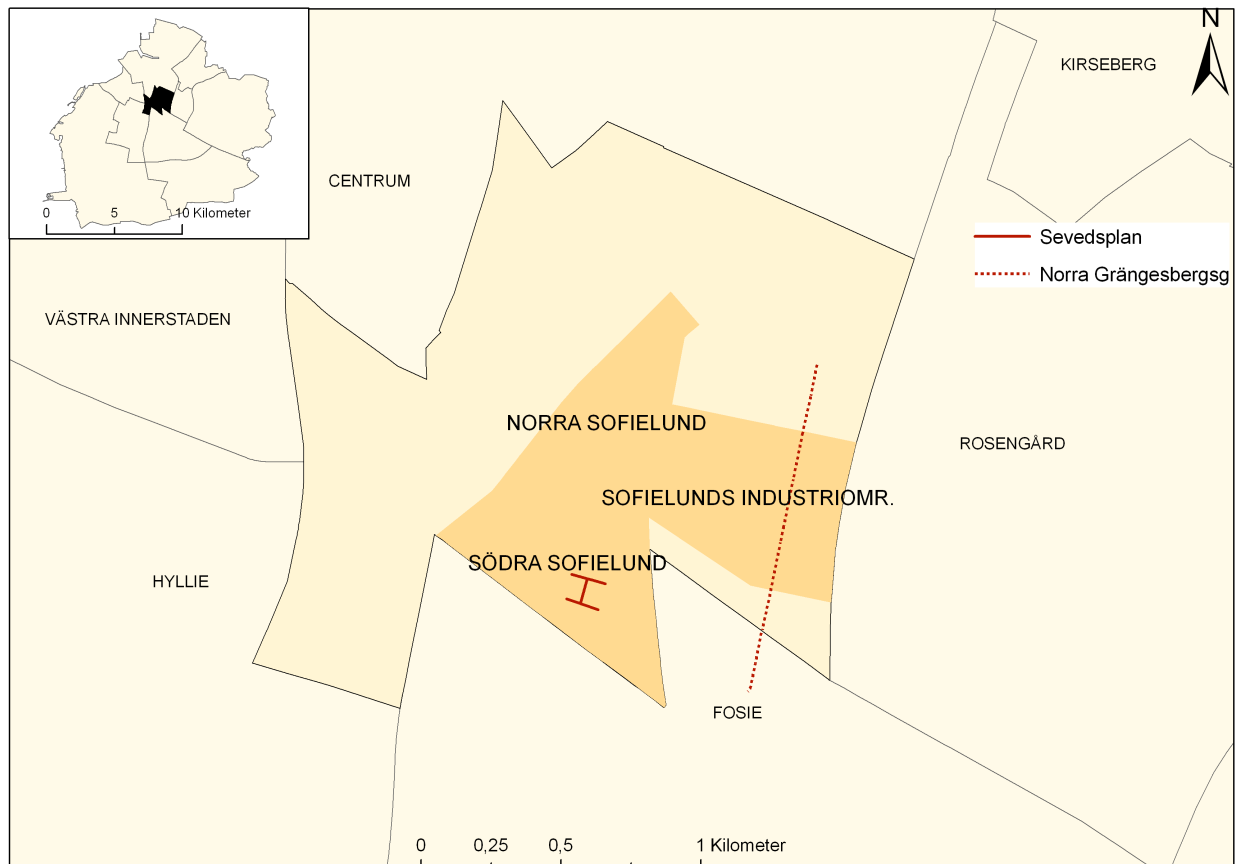 N
KIRSEBERG
CENTRUM
0 5 10 Kilometer
Sevedsplan
Norra Grängesbergsg
VÄSTRA INNERSTADEN
NORRA SOFIELUND
ROSENGÅRD
SOFIELUNDS INDUSTRIOMR.
SÖDRA SOFIELUND
HYLLIE
FOSIE
0 0,25 0,5 1 Kilometer